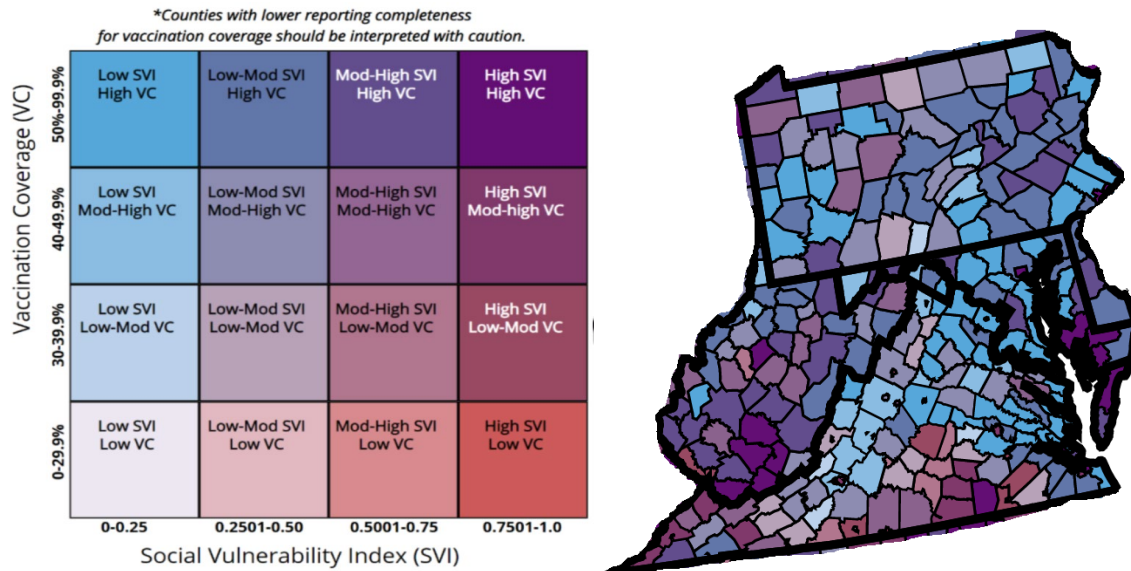 *Counties with lower reporting completeness
for vaccination coverage should be interpreted with caution.
Vaccination Coverage (VC)
50%-99.9%
Low SVI
High VC
Low-Mod SVI
High VC
Mod-High SVI
High VC
High SVI
High VC
40-49.9%
Low SVI
Mod-High VC
Low-Mod SVI
Mod-High VC
Mod-High SVI
Mod-High VC
High SVI
Mod-high VC
30-39.9%
Low SVI
Low-Mod VC
Low-Mod SVI
Low-Mod VC
Mod-High SVI
Low-Mod VC
High SVI
Low-Mod VC
0-29.9%
Low SVI
Low VC
Low-Mod SVI
Low VC
Mod-High SVI
Low VC
High SVI
Low VC
0-0.25
0.2501-0.50
0.5001-0.75
0.7501-1.0
Social Vulnerability Index (SVI)